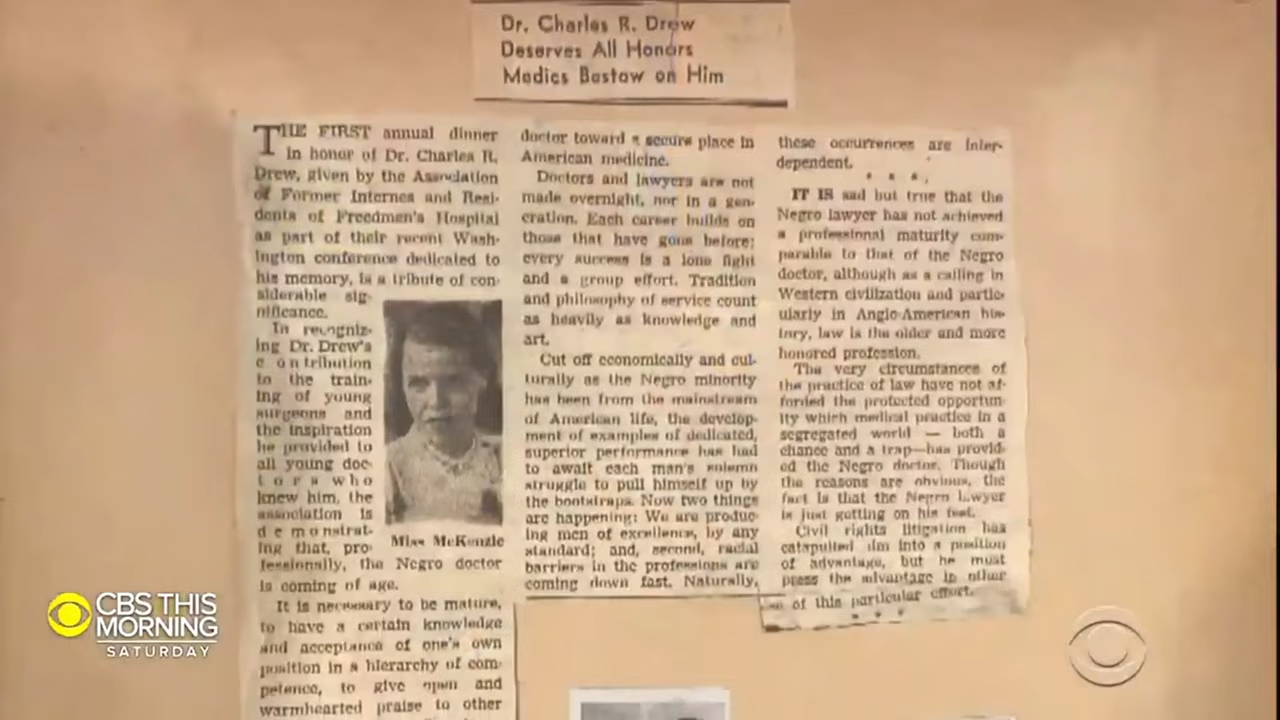 Dr. Charles R. Drew
Deserves All Honors
Medics Bestow on Him
THE FIRST annual dinner
in honor of Dr. Charles R.
Drew, given by the Association
of Former Internes and Resi-
dents of Freedmen's Hospital
as part of their recent Wash-
ington conference dedicated to
his memory, is a tribute of con-
siderable sig-
nificance.
In recogniz-
ing Dr. Drew's
contribution
to the train-
ing of young
surgeons and
the inspiration
he provided to
all young doc-
tors who
knew him, the
association is
demonstrat-
ing that, pro-
fessionally, the Negro doctor
is coming of age.
It is necessary to be mature,
to have a certain knowledge
and acceptance of one's own
position in a hierarchy of com-
petence, to give open and
warmhearted praise to other
Miss McKenzie
doctor toward a secure place in
American medicine.
Doctors and lawyers are not
made overnight, nor in a gen-
eration. Each career builds on
those that have gone before;
every success is a lone fight
and a group effort. Tradition
and philosophy of service count
as heavily as knowledge and
art.
Cut off economically and cul-
turally as the Negro minority
has been from the mainstream
of American life, the develop-
ment of examples of dedicated,
superior performance has had
to await each man's solemn
struggle to pull himself up by
the bootstraps. Now two things
are happening: We are produc-
ing men of excellence, by any
standard; and, second, racial
barriers in the professions are
coming down fast. Naturally,
these occurrences are inter-
dependent.
* * *
IT IS sad but true that the
Negro lawyer has not achieved
a professional maturity com-
parable to that of the Negro
doctor, although as a calling in
Western civilization and partic-
ularly in Anglo-American his-
tory, law is the older and more
honored profession.
The very circumstances of
the practice of law have not af-
forded the protected opportun-
ity which medical practice in a
segregated world — both a
chance and a trap—has provid-
ed the Negro doctor. Though
the reasons are obvious, the
fact is that the Negro lawyer
is just getting on his feet.
Civil rights litigation has
catapulted him into a position
of advantage, but he must
press the advantage in other
of this particular effort.
* *
CBS THIS
MORNING
SATURDAY